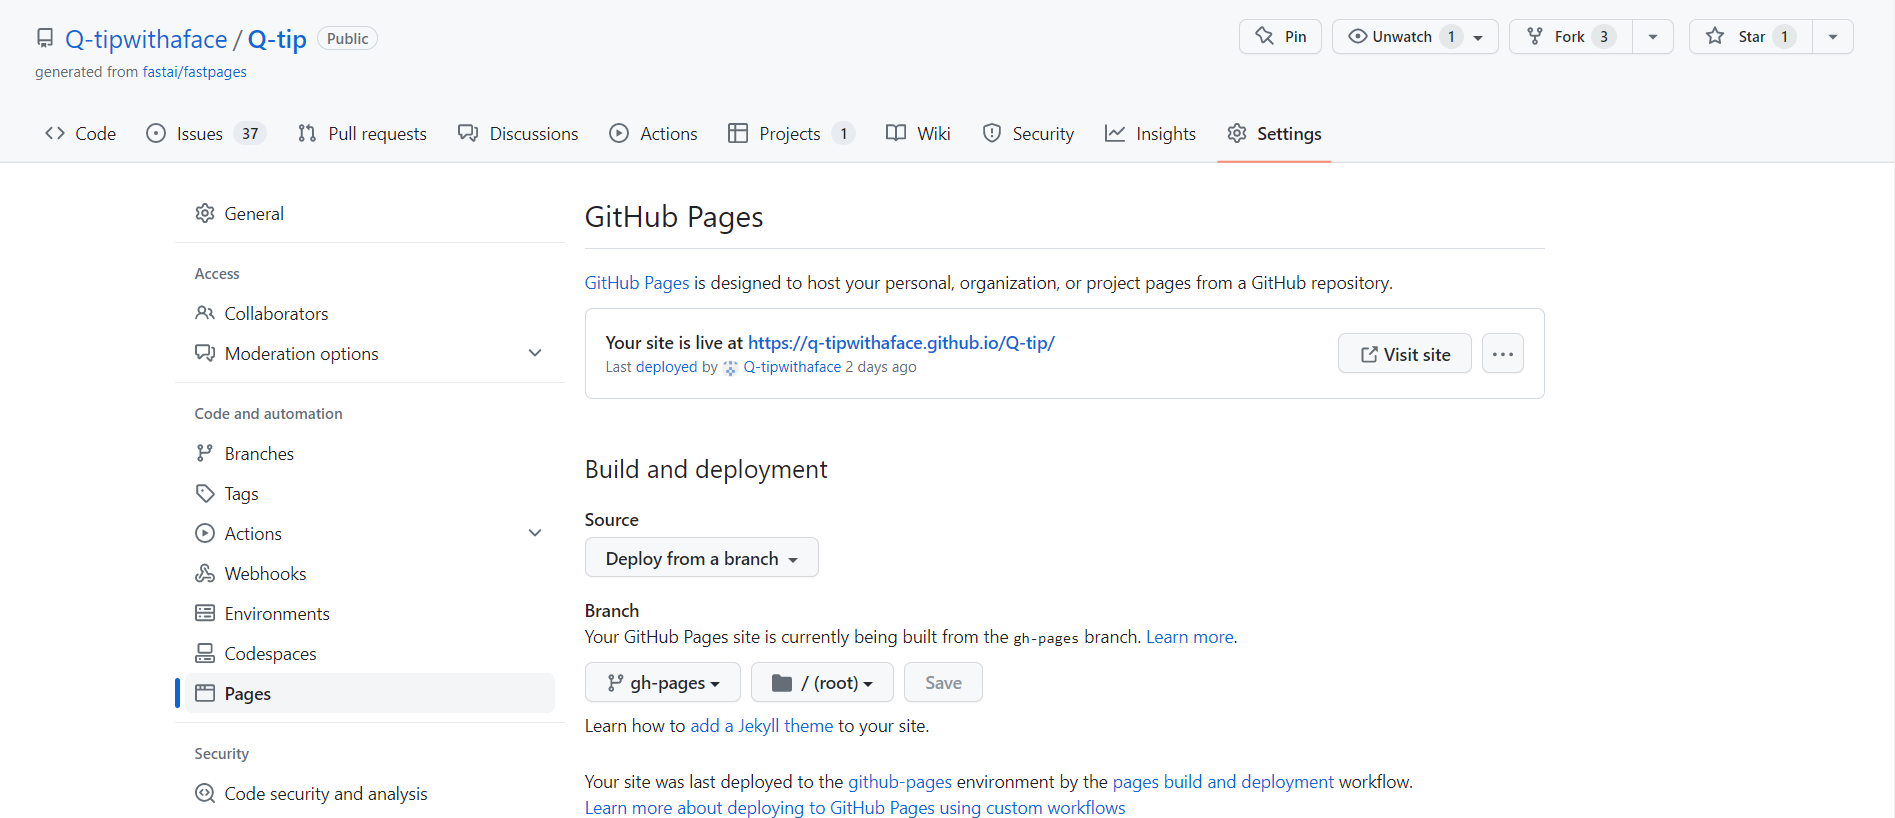 Q-tipwithaface / Q-tip Public
generated from fastai/fastpages
Pin
Unwatch 1
Fork 3
Star 1
Code
Issues 37
Pull requests
Discussions
Actions
Projects 1
Wiki
Security
Insights
Settings
General
Access
Collaborators
Moderation options
Code and automation
Branches
Tags
Actions
Webhooks
Environments
Codespaces
Pages
Security
Code security and analysis
GitHub Pages
GitHub Pages is designed to host your personal, organization, or project pages from a GitHub repository.
Your site is live at https://q-tipwithaface.github.io/Q-tip/
Last deployed by Q-tipwithaface 2 days ago
Visit site
Build and deployment
Source
Deploy from a branch
Branch
Your GitHub Pages site is currently being built from the gh-pages branch. Learn more.
gh-pages
/ (root)
Save
Learn how to add a Jekyll theme to your site.
Your site was last deployed to the github-pages environment by the pages build and deployment workflow.
Learn more about deploying to GitHub Pages using custom workflows